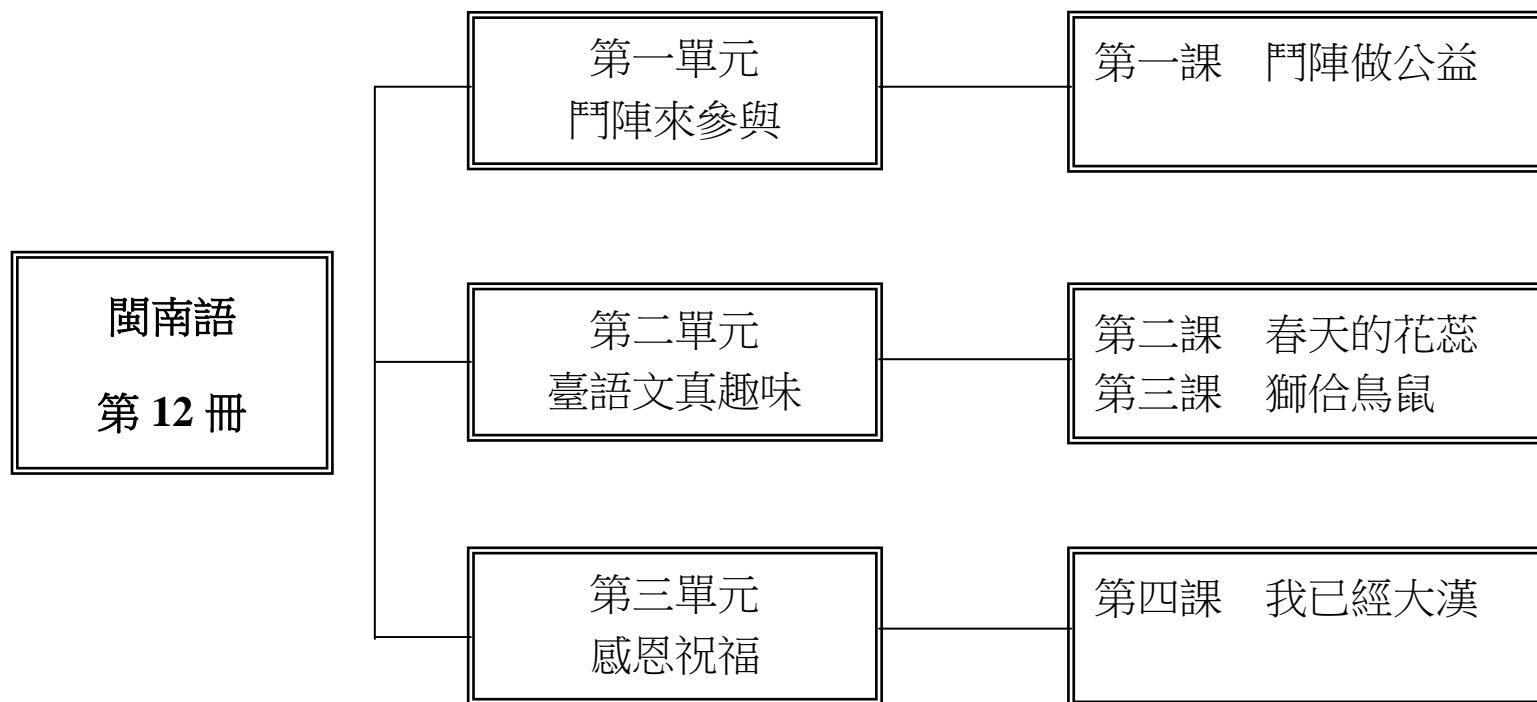 閩南語
第 12 冊
第一單元
鬥陣來參與
第一課　鬥陣做公益
第二單元
臺語文真趣味
第二課　春天的花蕊
第三課　獅佮鳥鼠
第三單元
感恩祝福
第四課　我已經大漢